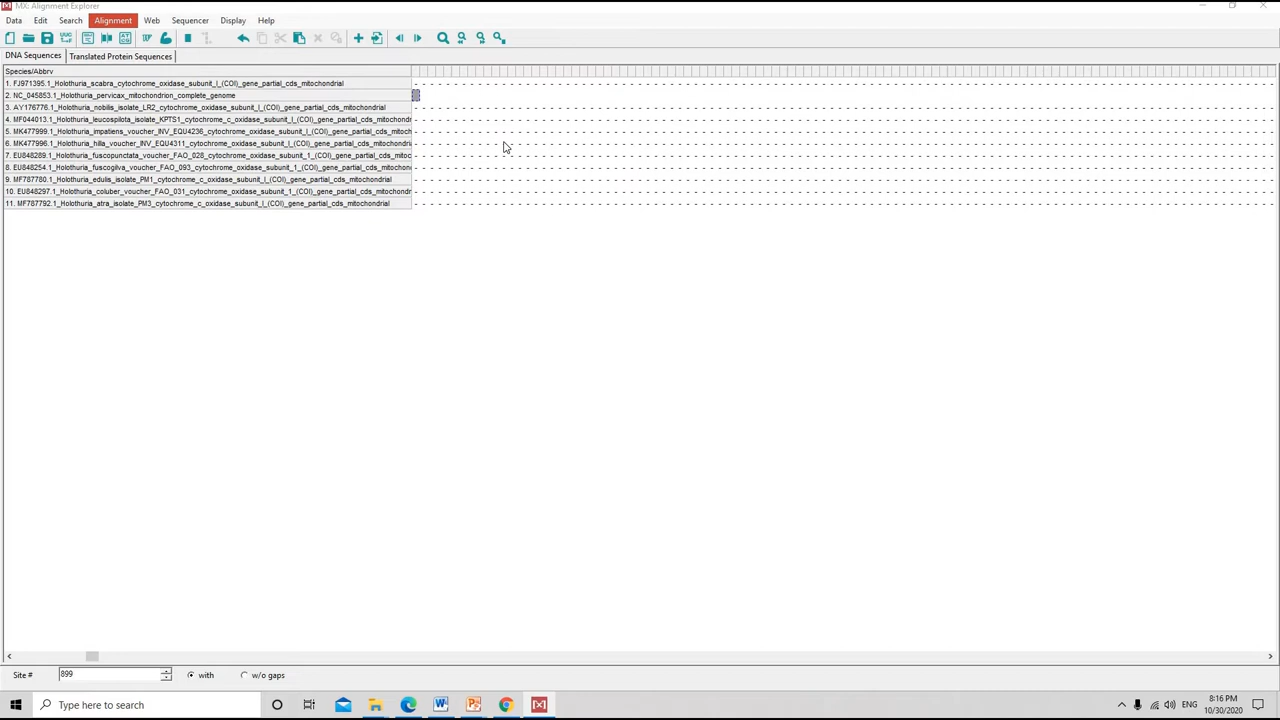 MX: Alignment Explorer
Data Edit Search Alignment Web Sequencer Display Help
DNA Sequences Translated Protein Sequences
Species/Abbrv
1. FJ971395.1_Holothuria_scabra_cytochrome_oxidase_subunit_I_(COI)_gene_partial_cds_mitochondrial
2. NC_045853.1_Holothuria_pervicax_mitochondrion_complete_genome
3. AY176776.1_Holothuria_nobilis_isolate_LR2_cytochrome_oxidase_subunit_I_(COI)_gene_partial_cds_mitochondrial
4. MF044013.1_Holothuria_leucospilota_isolate_KPTS1_cytochrome_c_oxidase_subunit_I_(COI)_gene_partial_cds_m
5. MK477999.1_Holothuria_impatiens_voucher_INV_EQU4236_cytochrome_oxidase_subunit_I_(COI)_gene_partial_cds_mitoch
6. MK477998.1_Holothuria_hilla_voucher_INV_EQU4311_cytochrome_oxidase_subunit_I_(COI)_gene_partial_cds_mitochondri
7. EU848289.1_Holothuria_fuscopunctata_voucher_FAO_028_cytochrome_oxidase_subunit_1_(COI)_gene_partial_cds_mitoc
8. EU848254.1_Holothuria_fuscogilva_voucher_FAO_093_cytochrome_oxidase_subunit_1_(COI)_gene_partial_cds_mitochond
9. MF787780.1_Holothuria_edulis_isolate_PM1_cytochrome_c_oxidase_subunit_I_(COI)_gene_partial_cds_mitochondrial
10. EU848297.1_Holothuria_coluber_voucher_FAO_031_cytochrome_oxidase_subunit_1_(COI)_gene_partial_cds_mitochondr
11. MF787792.1_Holothuria_atra_isolate_PM3_cytochrome_c_oxidase_subunit_I_(COI)_gene_partial_cds_mitochondrial
Site # 899 with w/o gaps
Type here to search
ENG
8:16 PM
10/30/2020